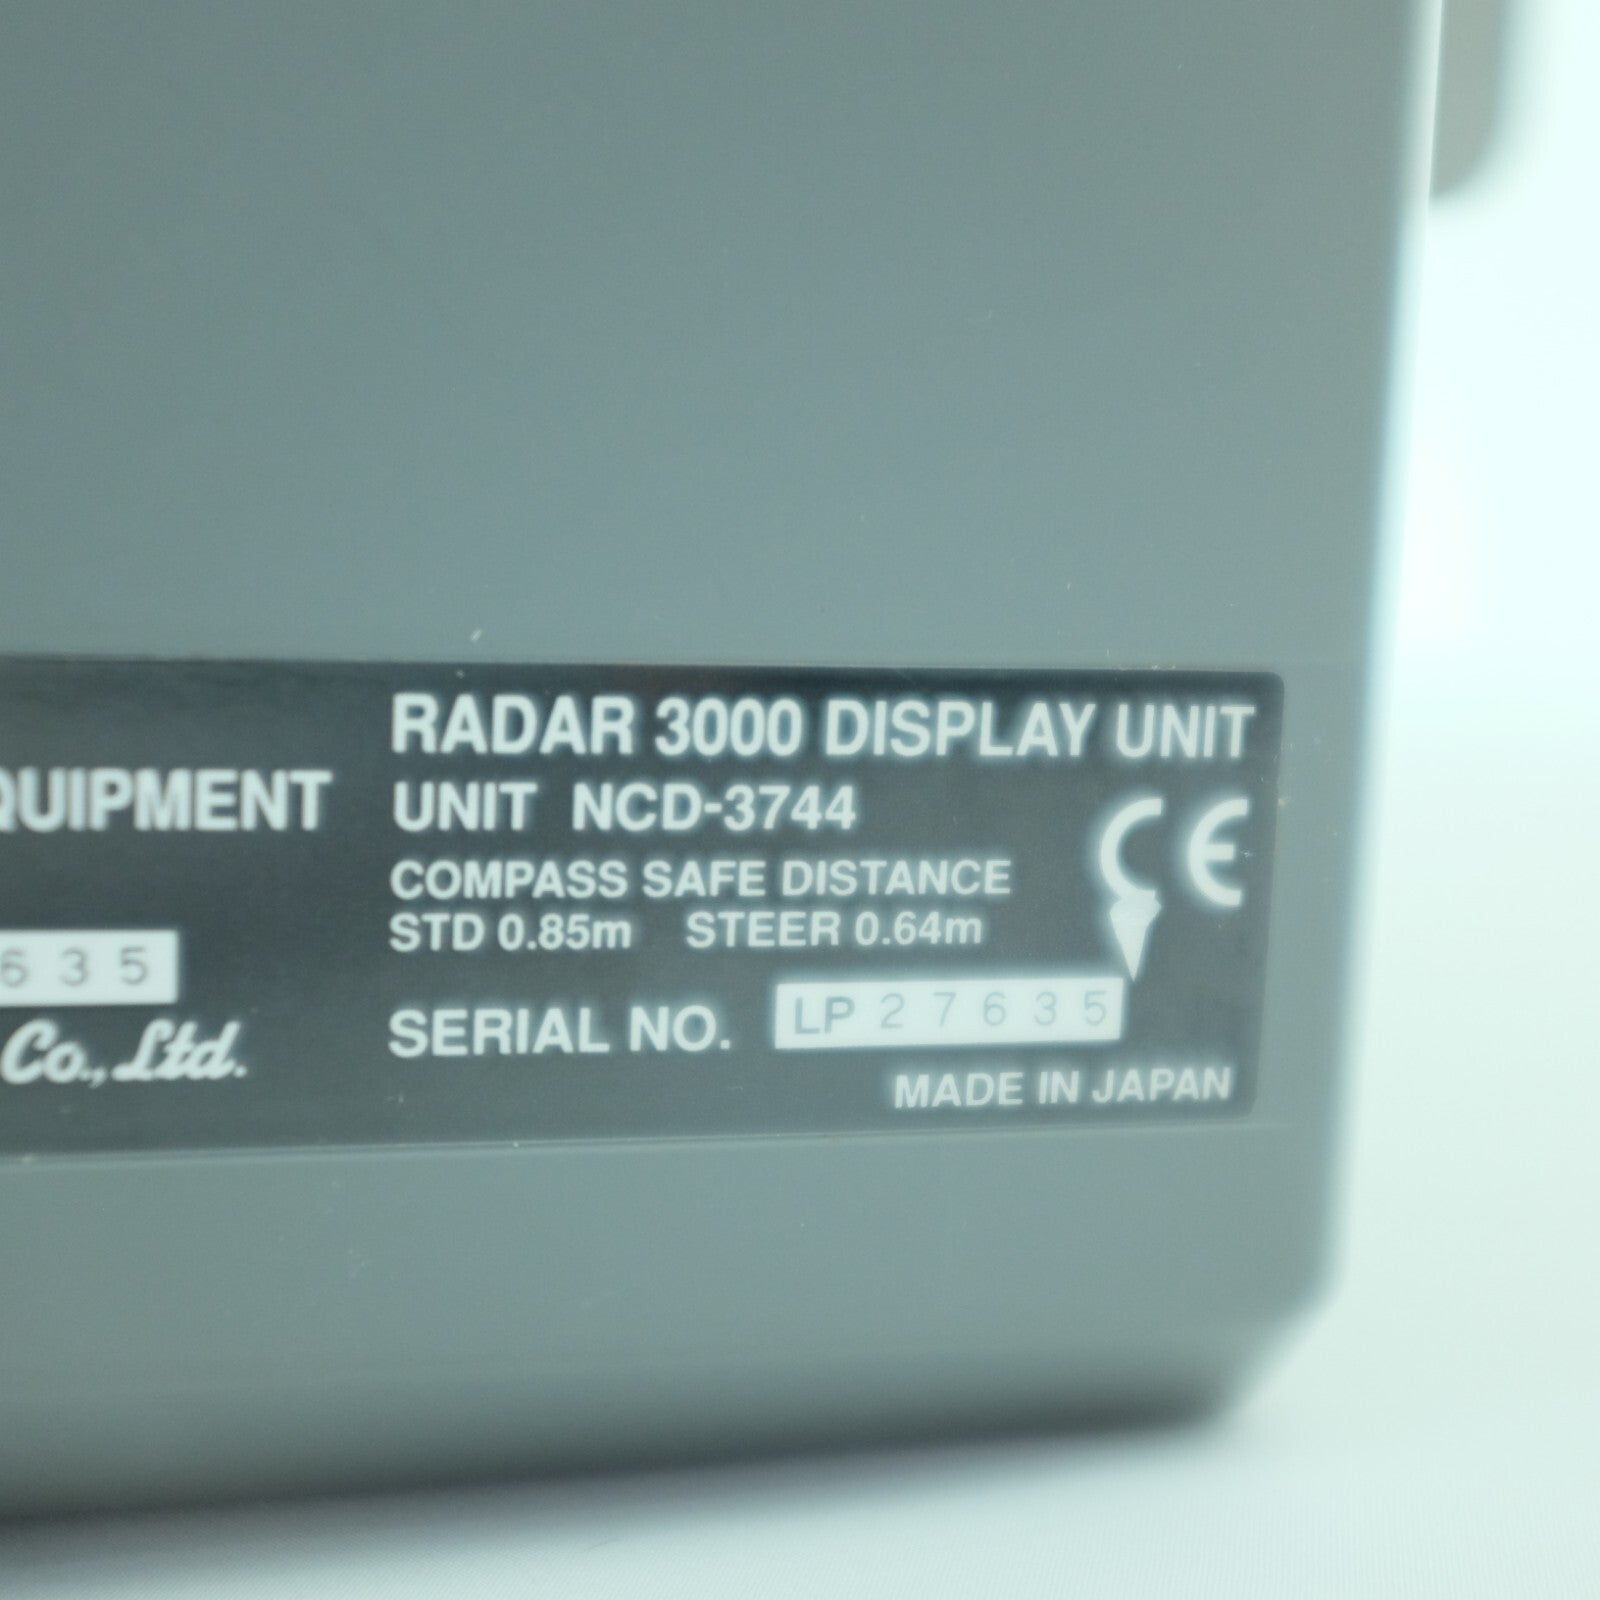 QUIPMENT
635
Co., Ltd.
RADAR 3000 DISPLAY UNIT
UNIT NCD-3744
COMPASS SAFE DISTANCE
STD 0.85m STEER 0.64m
CE
SERIAL NO. LP27635
MADE IN JAPAN